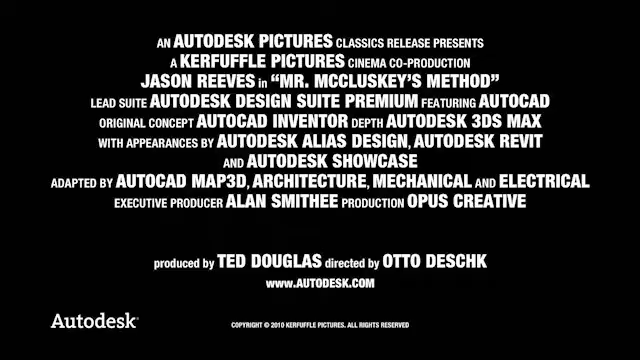 AN AUTODESK PICTURES CLASSICS RELEASE PRESENTS
A KERFUFFLE PICTURES CINEMA CO-PRODUCTION
JASON REEVES in “MR. MCCLUSKEY'S METHOD”
LEAD SUITE AUTODESK DESIGN SUITE PREMIUM FEATURING AUTOCAD
ORIGINAL CONCEPT AUTOCAD INVENTOR DEPTH AUTODESK 3DS MAX
WITH APPEARANCES BY AUTODESK ALIAS DESIGN, AUTODESK REVIT
AND AUTODESK SHOWCASE
ADAPTED BY AUTOCAD MAP3D, ARCHITECTURE, MECHANICAL AND ELECTRICAL
EXECUTIVE PRODUCER ALAN SMITHEE PRODUCTION OPUS CREATIVE
produced by TED DOUGLAS directed by OTTO DESCHK
WWW.AUTODESK.COM
Autodesk
COPYRIGHT © 2010 KERFUFFLE PICTURES. ALL RIGHTS RESERVED